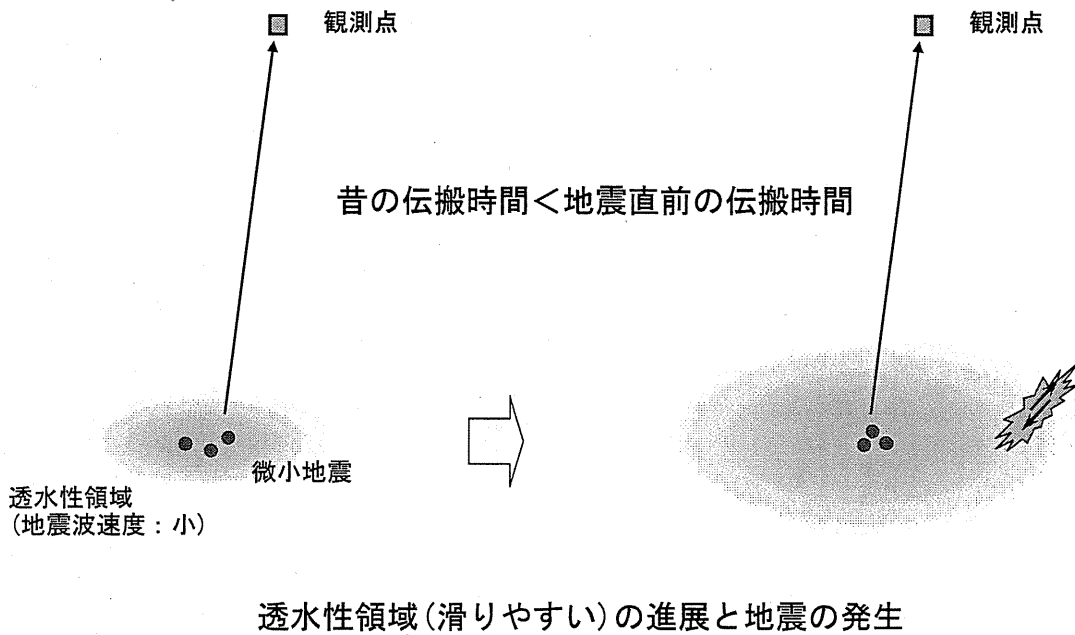 観測点
観測点
昔の伝搬時間＜地震直前の伝搬時間
微小地震
透水性領域
(地震波速度：小)
透水性領域(滑りやすい)の進展と地震の発生